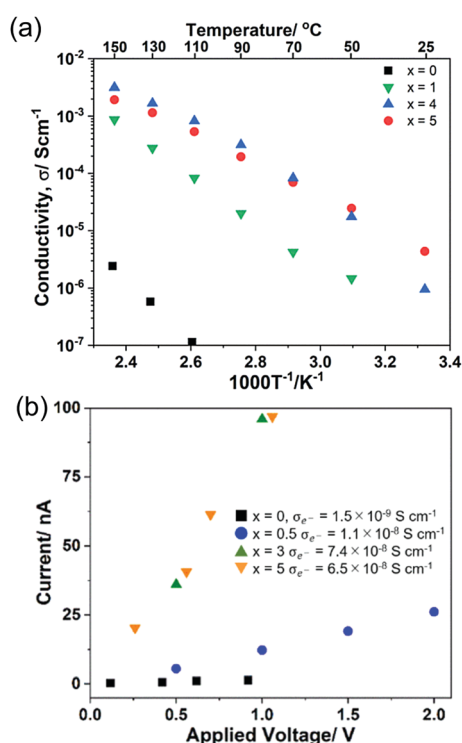 (a)
Temperature/ °C
150 130 110 90 70 50 25
10⁻²
10⁻³
10⁻⁴
10⁻⁵
10⁻⁶
10⁻⁷
Conductivity, σ/ Scm⁻¹
x = 0
x = 1
x = 4
x = 5
2.4 2.6 2.8 3.0 3.2 3.4
1000T⁻¹/K⁻¹
(b)
100
75
50
25
0
Current/ nA
x = 0, σₑ₋ = 1.5×10⁻⁹ S cm⁻¹
x = 0.5 σₑ₋ = 1.1×10⁻⁸ S cm⁻¹
x = 3 σₑ₋ = 7.4×10⁻⁸ S cm⁻¹
x = 5 σₑ₋ = 6.5×10⁻⁸ S cm⁻¹
0.0 0.5 1.0 1.5 2.0
Applied Voltage/ V